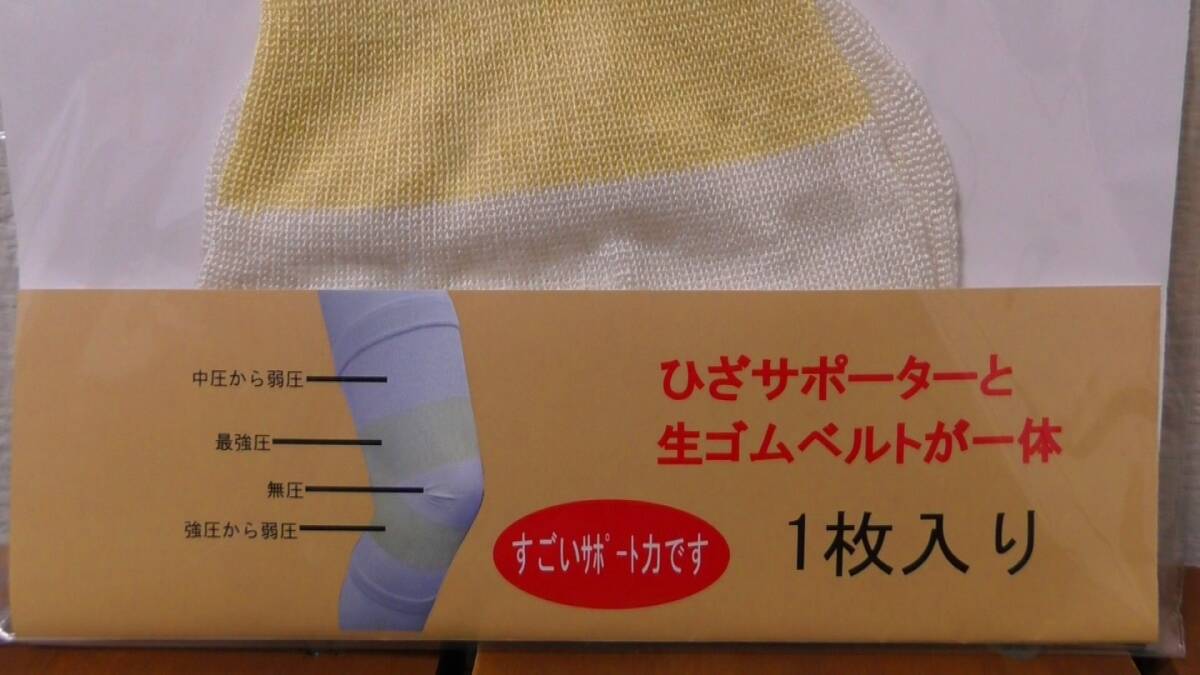 中圧から弱圧
最強圧
無圧
強圧から弱圧
ひざサポーターと
生ゴムベルトが一体
すごいｻﾎﾟｰﾄ力です
1枚入り